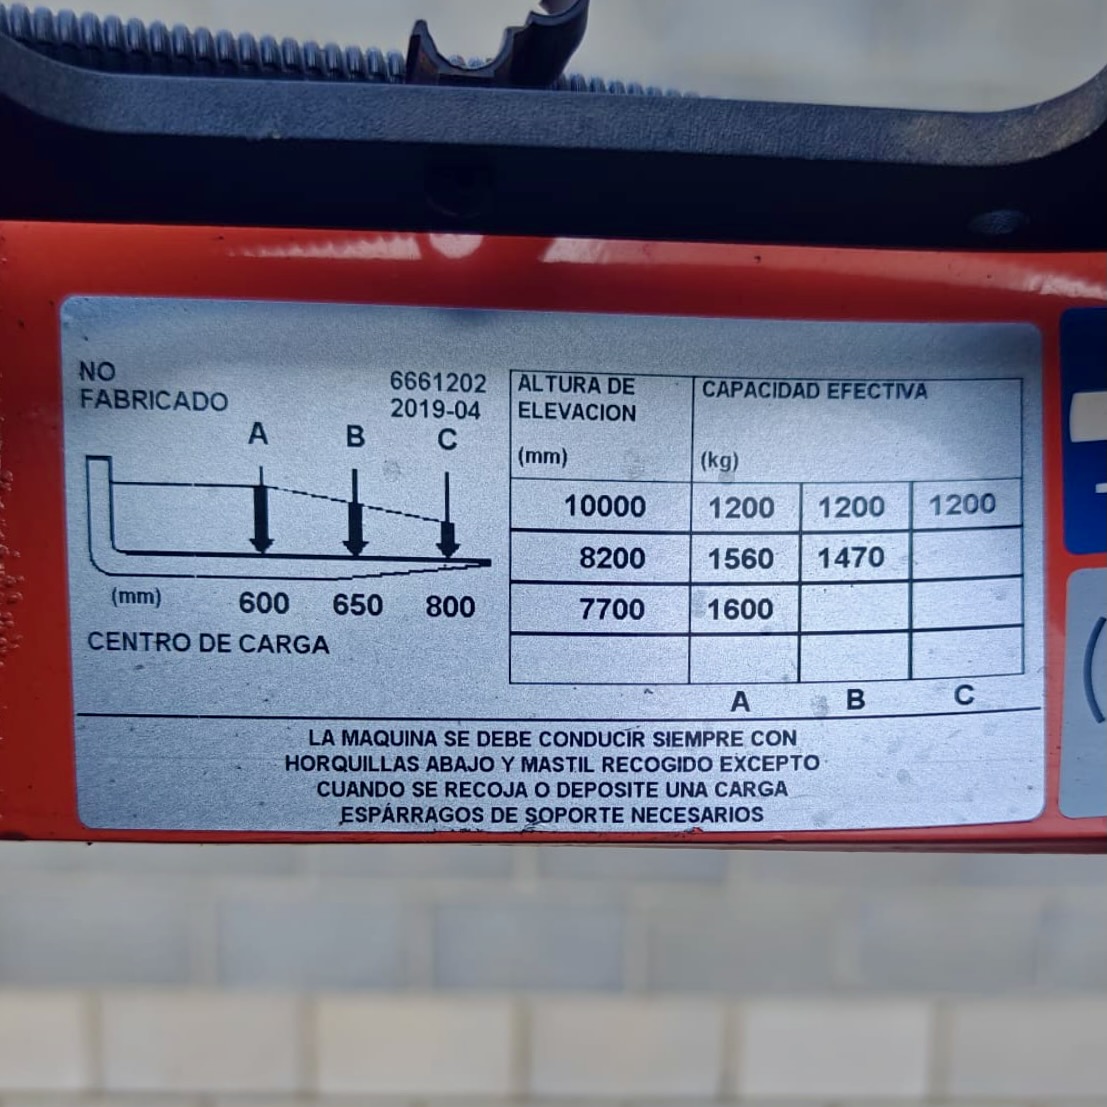 NO 6661202
FABRICADO 2019-04
A B C
(mm) 600 650 800
CENTRO DE CARGA
ALTURA DE CAPACIDAD EFECTIVA
ELEVACION
(mm) (kg)
10000 1200 1200 1200
8200 1560 1470
7700 1600
A B C
LA MAQUINA SE DEBE CONDUCIR SIEMPRE CON
HORQUILLAS ABAJO Y MASTIL RECOGIDO EXCEPTO
CUANDO SE RECOJA O DEPOSITE UNA CARGA
ESPÁRRAGOS DE SOPORTE NECESARIOS